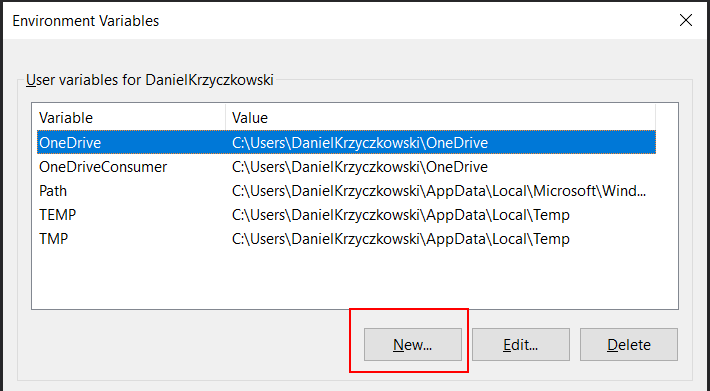 Environment Variables
User variables for DanielKrzyczkowski
Variable Value
OneDrive C:\Users\DanielKrzyczkowski\OneDrive
OneDriveConsumer C:\Users\DanielKrzyczkowski\OneDrive
Path C:\Users\DanielKrzyczkowski\AppData\Local\Microsoft\Wind...
TEMP C:\Users\DanielKrzyczkowski\AppData\Local\Temp
TMP C:\Users\DanielKrzyczkowski\AppData\Local\Temp
New... Edit... Delete